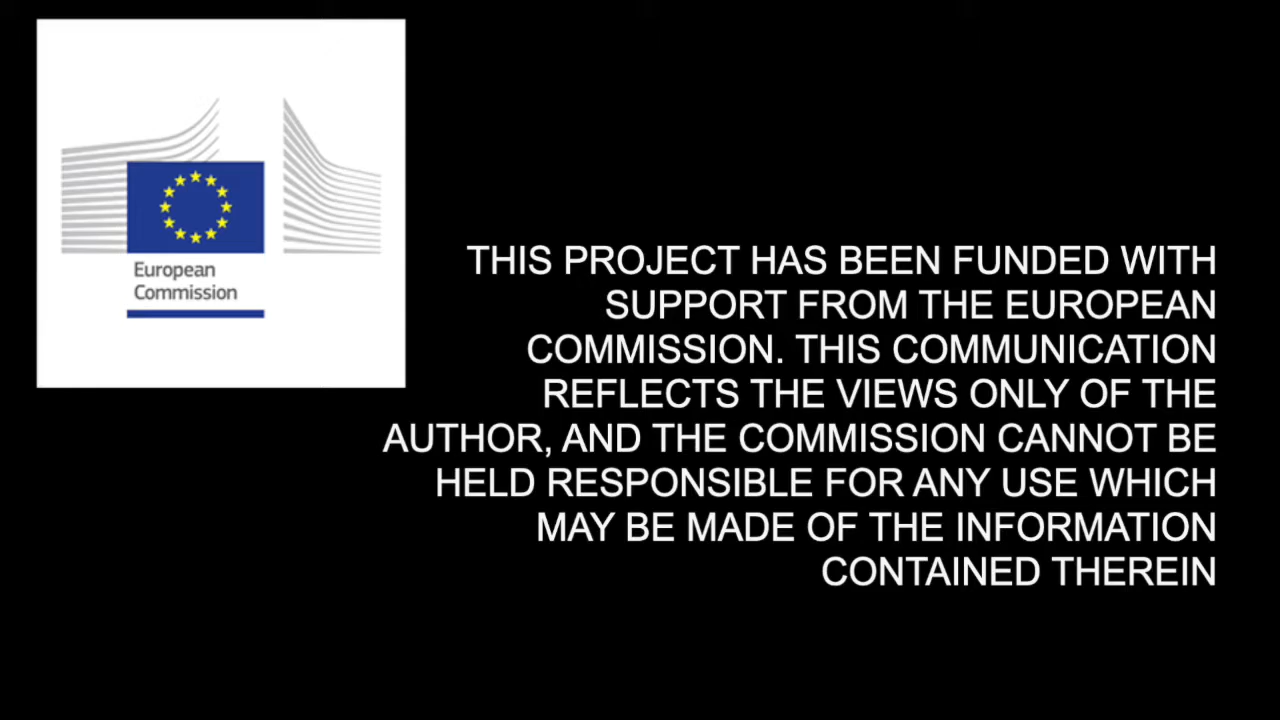 European
Commission
THIS PROJECT HAS BEEN FUNDED WITH
SUPPORT FROM THE EUROPEAN
COMMISSION. THIS COMMUNICATION
REFLECTS THE VIEWS ONLY OF THE
AUTHOR, AND THE COMMISSION CANNOT BE
HELD RESPONSIBLE FOR ANY USE WHICH
MAY BE MADE OF THE INFORMATION
CONTAINED THEREIN